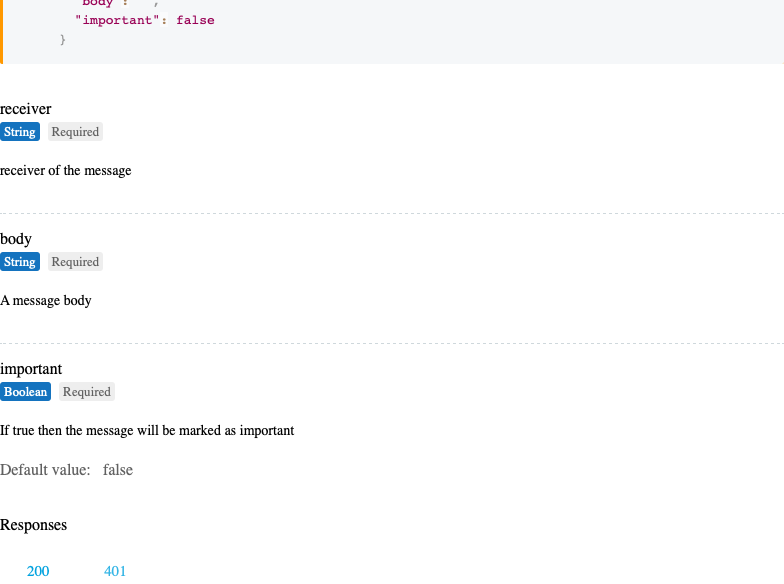 "body": "",
"important": false
}
receiver
String Required
receiver of the message
body
String Required
A message body
important
Boolean Required
If true then the message will be marked as important
Default value: false
Responses
200 401